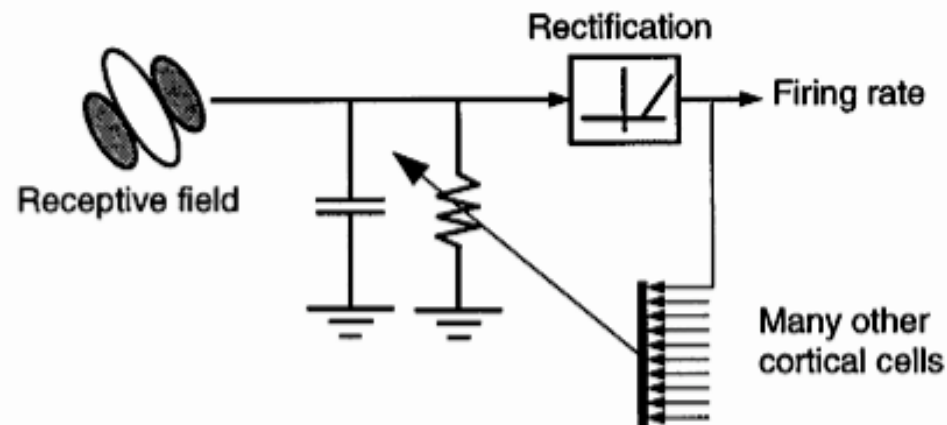 Rectification
Firing rate
Receptive field
Many other
cortical cells